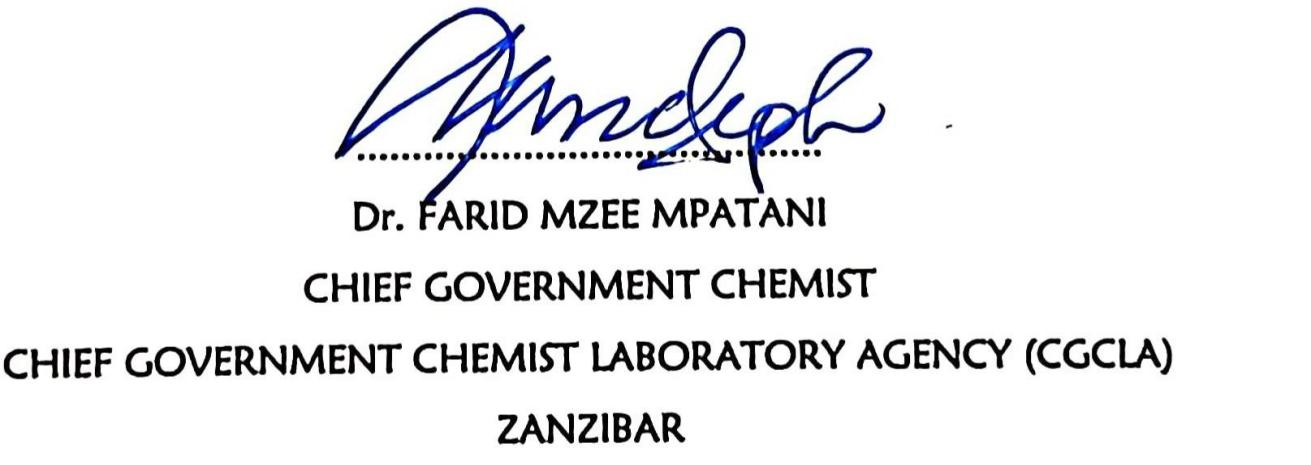 Dr. FARID MZEE MPATANI
CHIEF GOVERNMENT CHEMIST
CHIEF GOVERNMENT CHEMIST LABORATORY AGENCY (CGCLA)
ZANZIBAR